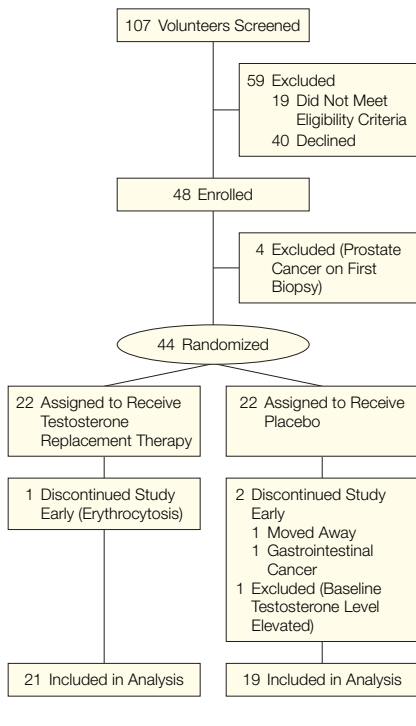 107 Volunteers Screened
59 Excluded
19 Did Not Meet
Eligibility Criteria
40 Declined
48 Enrolled
4 Excluded (Prostate
Cancer on First
Biopsy)
44 Randomized
22 Assigned to Receive
Testosterone
Replacement Therapy
22 Assigned to Receive
Placebo
1 Discontinued Study
Early (Erythrocytosis)
2 Discontinued Study
Early
1 Moved Away
1 Gastrointestinal
Cancer
1 Excluded (Baseline
Testosterone Level
Elevated)
21 Included in Analysis
19 Included in Analysis